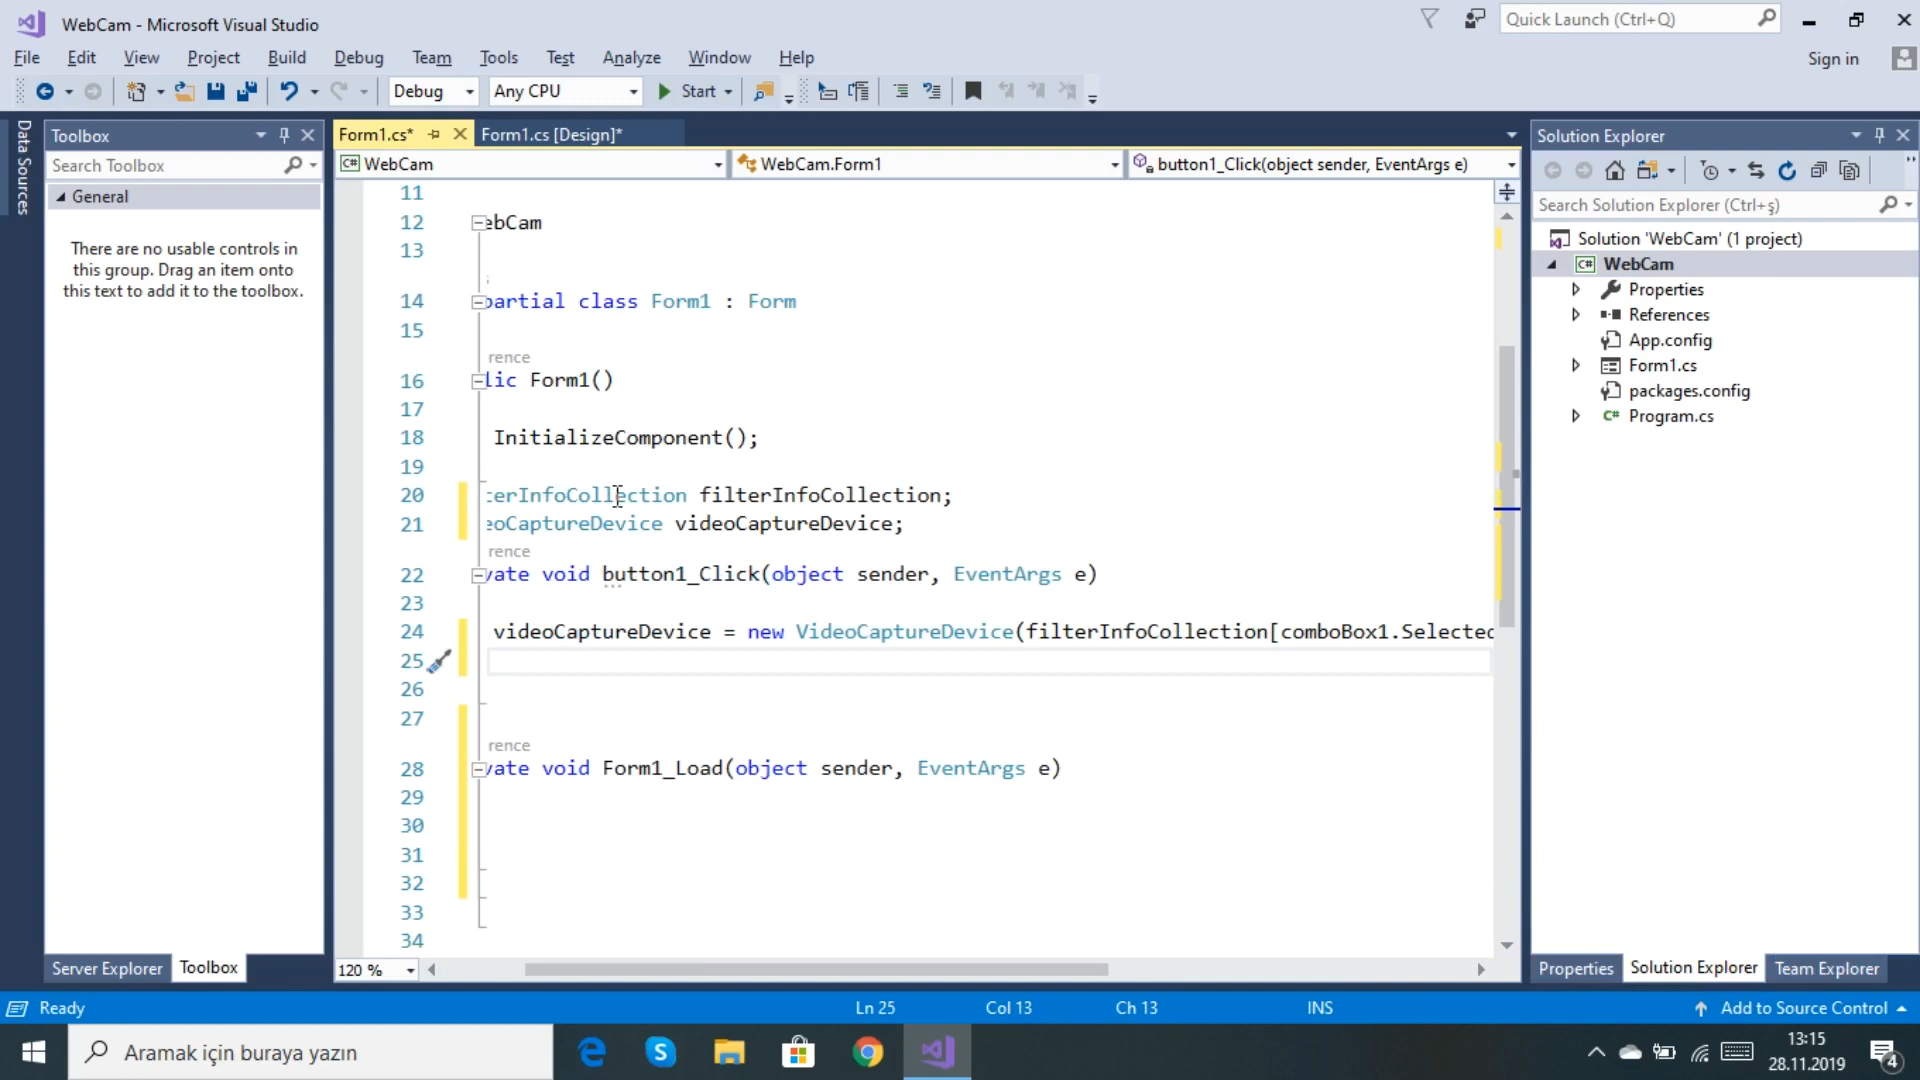 WebCam - Microsoft Visual Studio
Quick Launch (Ctrl+Q)
File Edit View Project Build Debug Team Tools Test Analyze Window Help
Sign in
Debug Any CPU Start
Data Sources
Toolbox
Search Toolbox
General
There are no usable controls in
this group. Drag an item onto
this text to add it to the toolbox.
Server Explorer Toolbox
Form1.cs* Form1.cs [Design]*
C# WebCam WebCam.Form1 button1_Click(object sender, EventArgs e)
11
12 ebCam
13
14 partial class Form1 : Form
15
rence
16 lic Form1()
17
18 InitializeComponent();
19
20 terInfoCollection filterInfoCollection;
21 eoCaptureDevice videoCaptureDevice;
rence
22 vate void button1_Click(object sender, EventArgs e)
23
24 videoCaptureDevice = new VideoCaptureDevice(filterInfoCollection[comboBox1.Selected
25
26
27
rence
28 vate void Form1_Load(object sender, EventArgs e)
29
30
31
32
33
34
120 %
Solution Explorer
Search Solution Explorer (Ctrl+ş)
Solution 'WebCam' (1 project)
C# WebCam
Properties
References
App.config
Form1.cs
packages.config
C# Program.cs
Properties Solution Explorer Team Explorer
Ready Ln 25 Col 13 Ch 13 INS Add to Source Control
Aramak için buraya yazın
13:15
28.11.2019
4